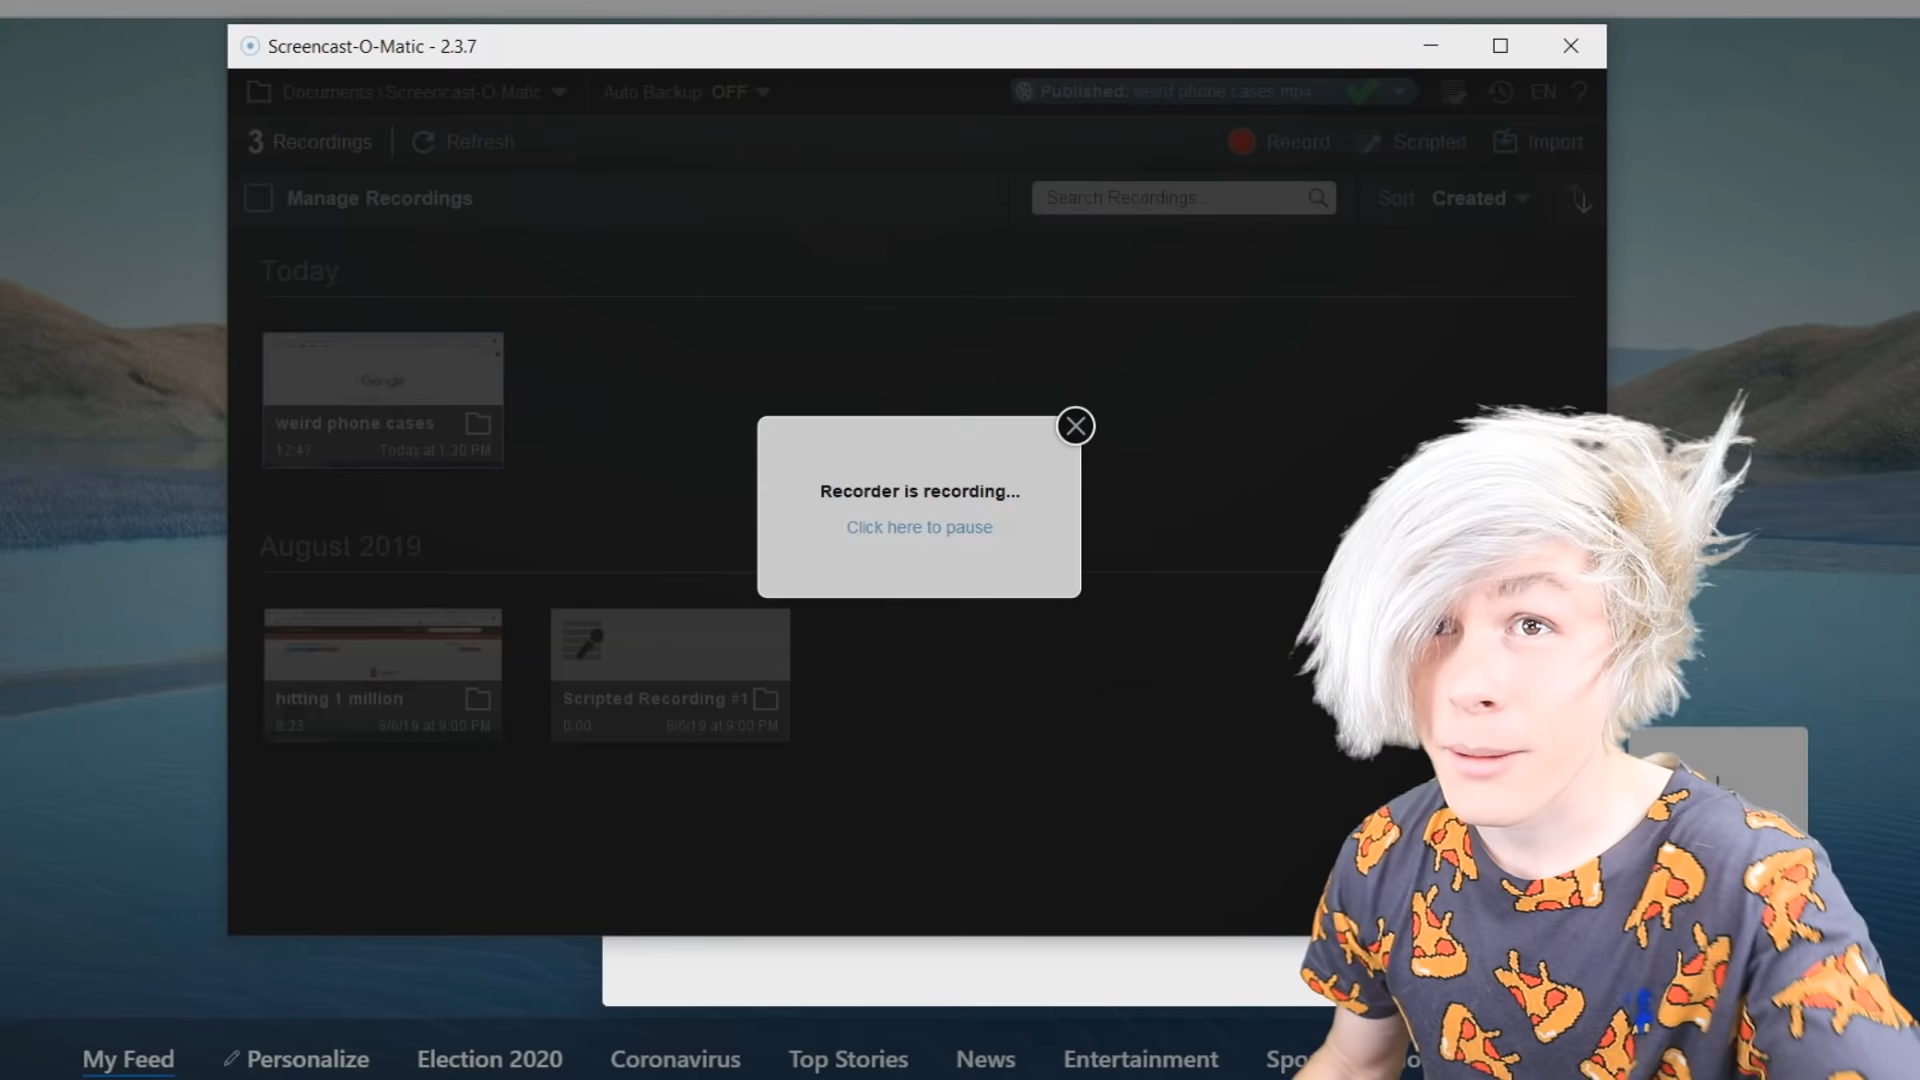 Screencast-O-Matic - 2.3.7
Documents \ Screencast-O-Matic
Auto Backup OFF
Published: weird phone cases.mp4
EN ?
3 Recordings
Refresh
Record
Scripted
Import
Manage Recordings
Search Recordings...
Sort Created
Today
Google
weird phone cases
12:47 Today at 1:30 PM
Recorder is recording...
Click here to pause
August 2019
hitting 1 million
8:23 8/6/19 at 9:00 PM
Scripted Recording #1
0:00 8/6/19 at 9:00 PM
My Feed
Personalize
Election 2020
Coronavirus
Top Stories
News
Entertainment